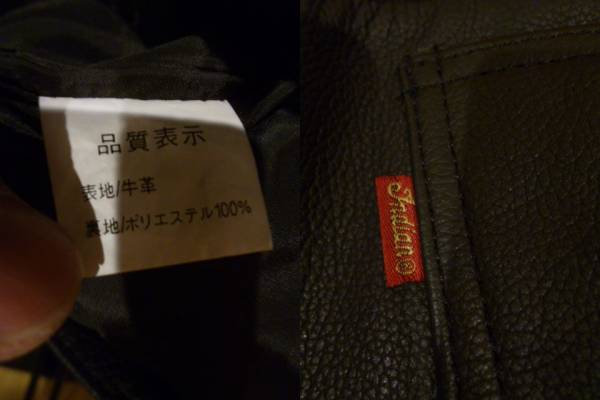 品質表示
表地/牛革
裏地/ポリエステル100%
Indian®